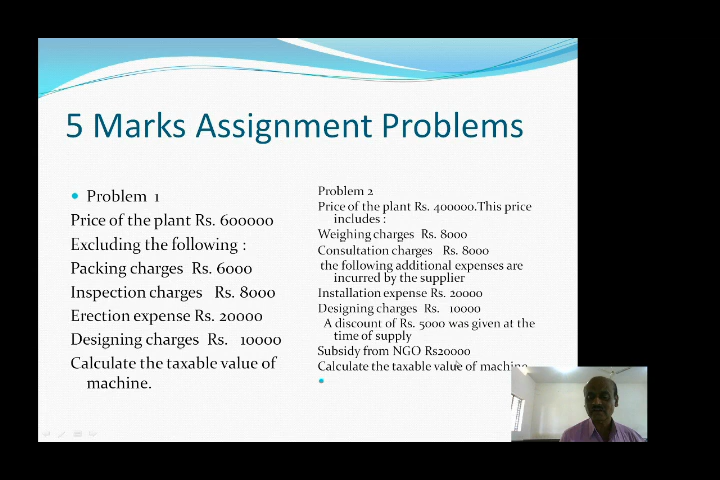 5 Marks Assignment Problems
Problem 1
Price of the plant Rs. 600000
Excluding the following :
Packing charges Rs. 6000
Inspection charges Rs. 8000
Erection expense Rs. 20000
Designing charges Rs. 10000
Calculate the taxable value of
machine.
Problem 2
Price of the plant Rs. 400000.This price
includes :
Weighing charges Rs. 8000
Consultation charges Rs. 8000
the following additional expenses are
incurred by the supplier
Installation expense Rs. 20000
Designing charges Rs. 10000
A discount of Rs. 5000 was given at the
time of supply
Subsidy from NGO Rs20000
Calculate the taxable value of machine